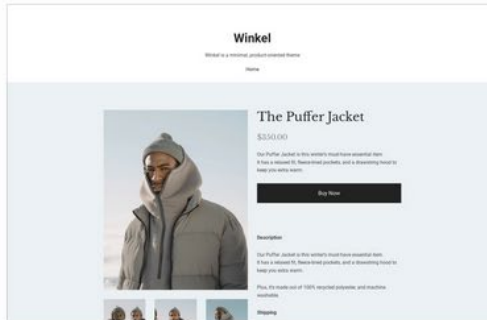 Winkel
Winkel is a minimal, product-oriented theme
Home
The Puffer Jacket
$350.00
Our Puffer Jacket is this winter's must-have essential item.
It has a relaxed fit, fleece-lined pockets, and a drawstring hood to
keep you extra warm.
Buy Now
Description
Our Puffer Jacket is this winter's must-have essential item.
It has a relaxed fit, fleece-lined pockets, and a drawstring hood to
keep you extra warm.
Plus, it's made out of 100% recycled polyester, and machine
washable.
Shipping